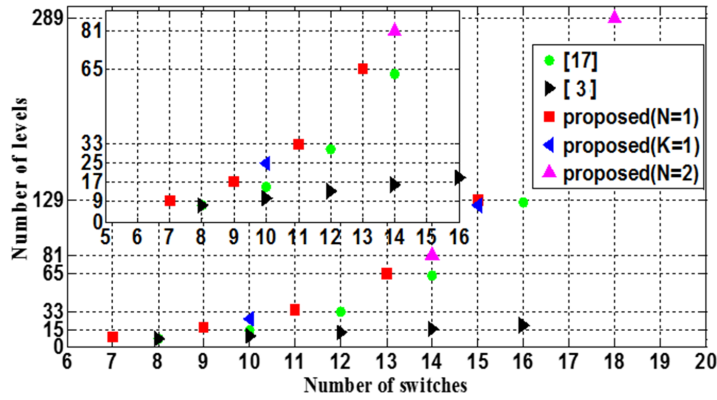 289
81
65
33
25
17
9
0
5 6 7 8 9 10 11 12 13 14 15 16
[17]
[ 3 ]
proposed(N=1)
proposed(K=1)
proposed(N=2)
Number of levels
129
81
65
33
15
0
6 7 8 9 10 11 12 13 14 15 16 17 18 19 20
Number of switches